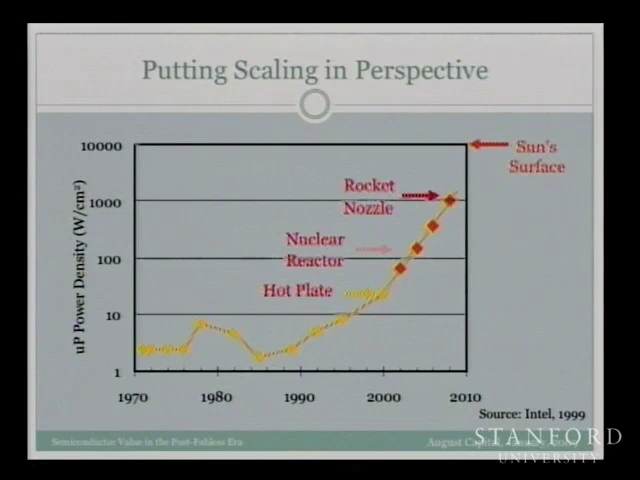 Putting Scaling in Perspective
10000
1000
100
10
1
uP Power Density (W/cm²)
Sun's
Surface
Rocket
Nozzle
Nuclear
Reactor
Hot Plate
1970
1980
1990
2000
2010
Source: Intel, 1999
Semiconductor Value in the Post-Fabless Era
August Capital
STANFORD
UNIVERSITY